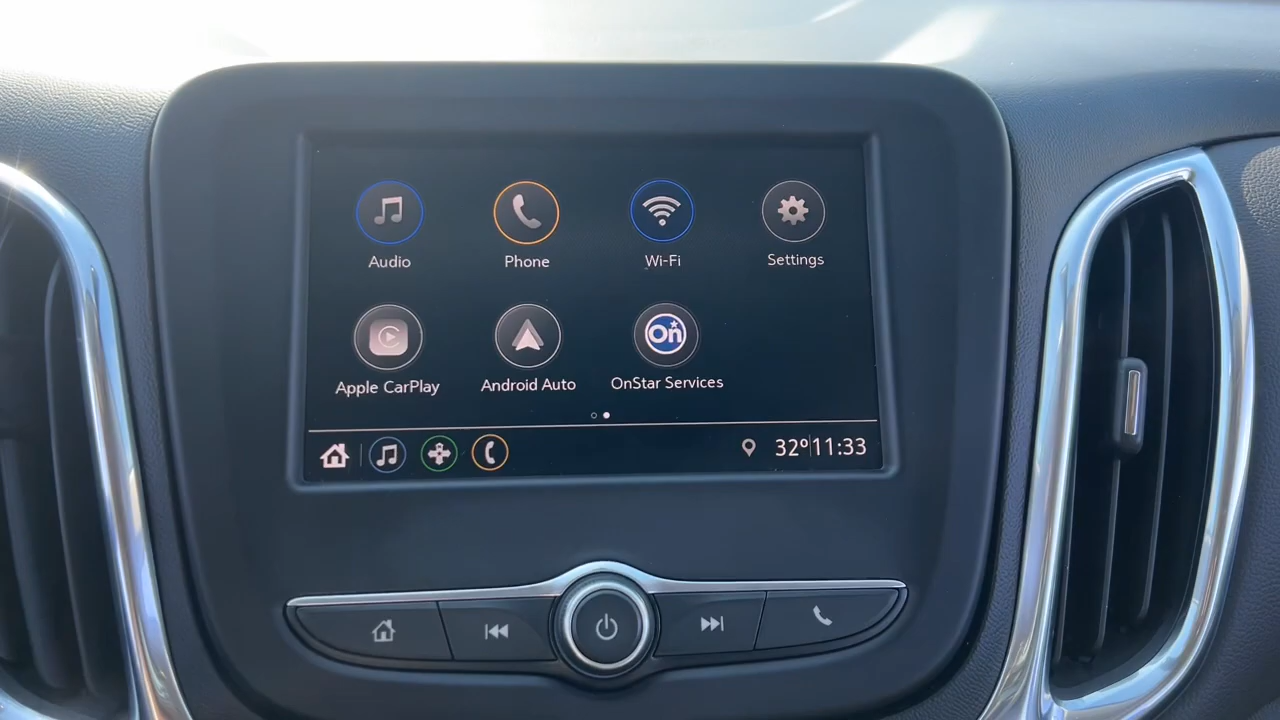 Audio Phone Wi-Fi Settings
Apple CarPlay Android Auto On OnStar Services
32° 11:33